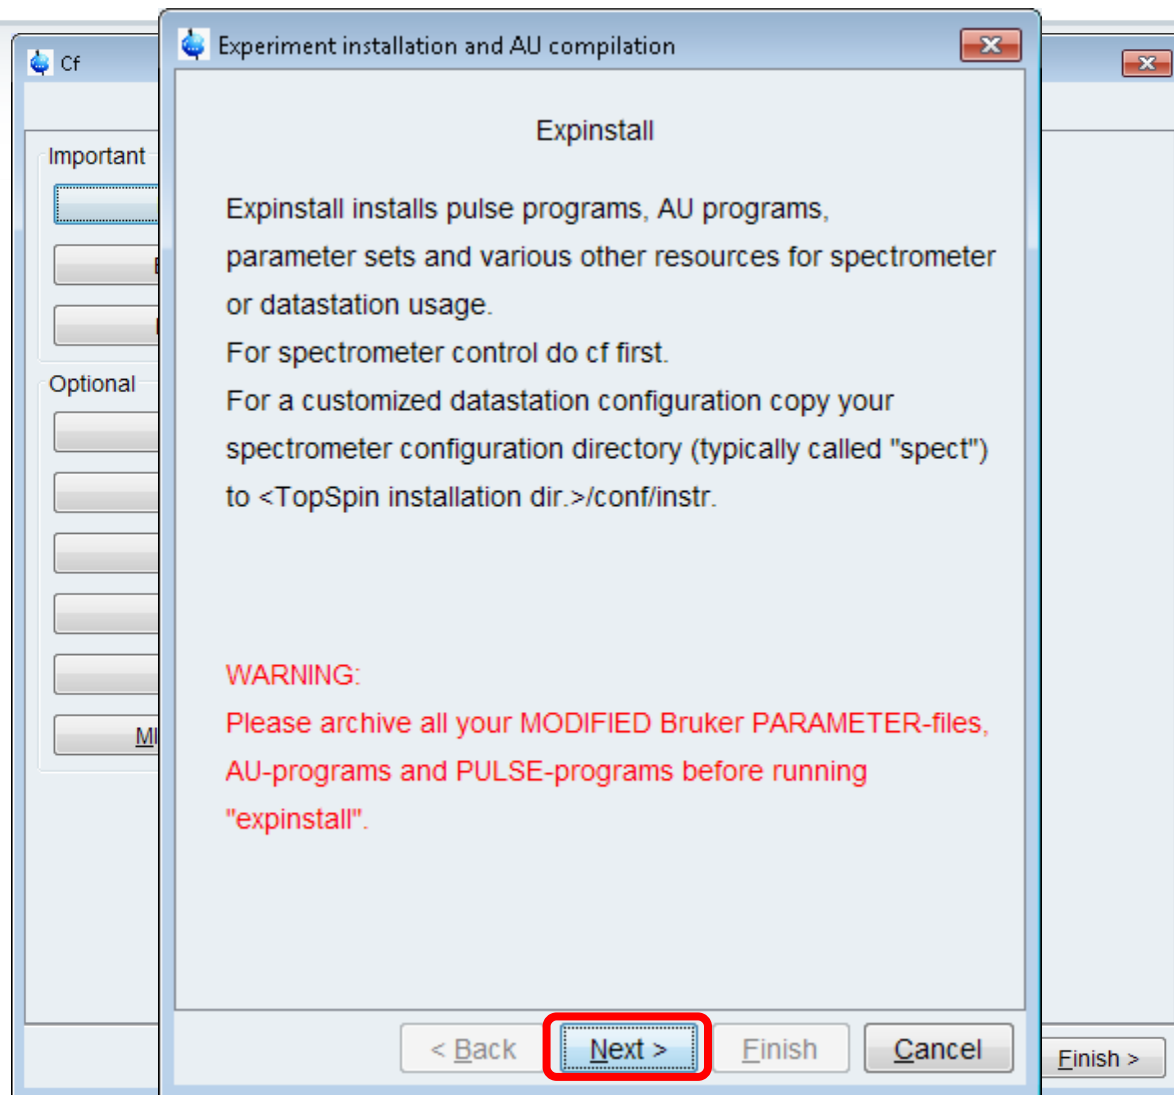 Cf
Experiment installation and AU compilation
Important
Optional
Expinstall
Expinstall installs pulse programs, AU programs,
parameter sets and various other resources for spectrometer
or datastation usage.
For spectrometer control do cf first.
For a customized datastation configuration copy your
spectrometer configuration directory (typically called "spect")
to <TopSpin installation dir.>/conf/instr.
WARNING:
Please archive all your MODIFIED Bruker PARAMETER-files,
AU-programs and PULSE-programs before running
"expinstall".
< Back Next > Finish Cancel
Finish >